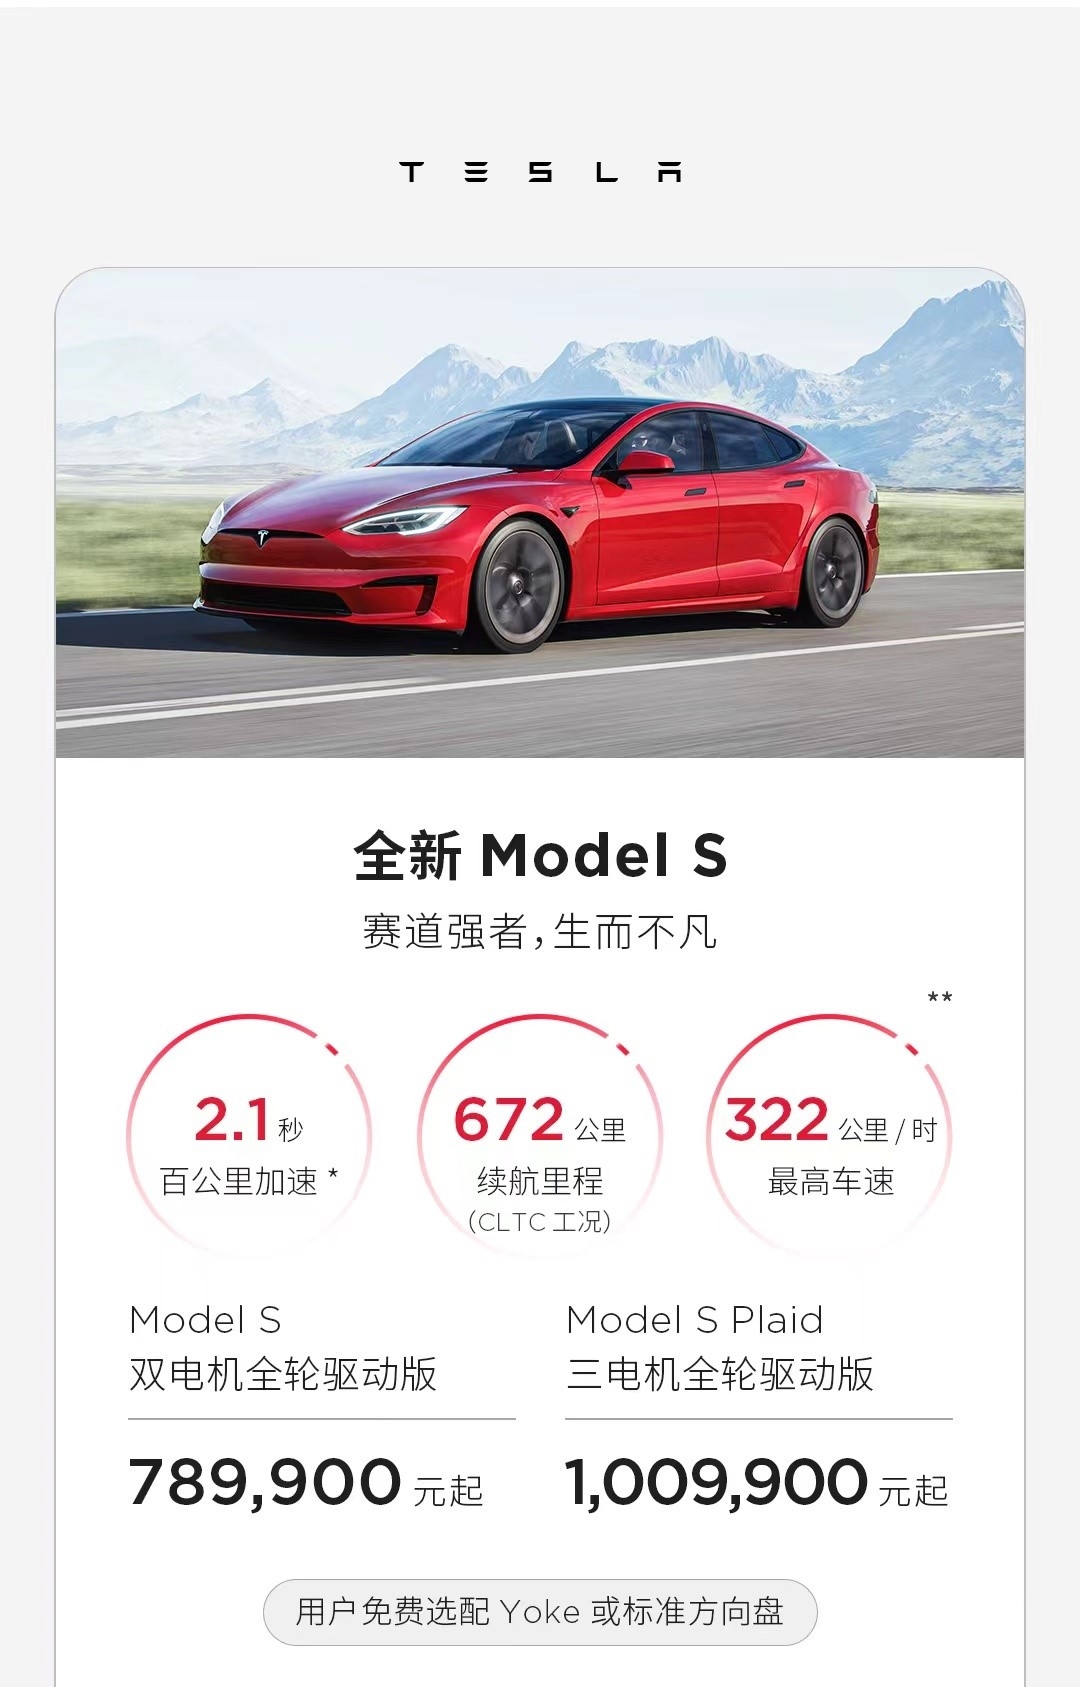 TESLA
全新 Model S
赛道强者，生而不凡
**
2.1 秒
百公里加速 *
672 公里
续航里程
（CLTC 工况）
322 公里 / 时
最高车速
Model S
双电机全轮驱动版
789,900 元起
Model S Plaid
三电机全轮驱动版
1,009,900 元起
用户免费选配 Yoke 或标准方向盘